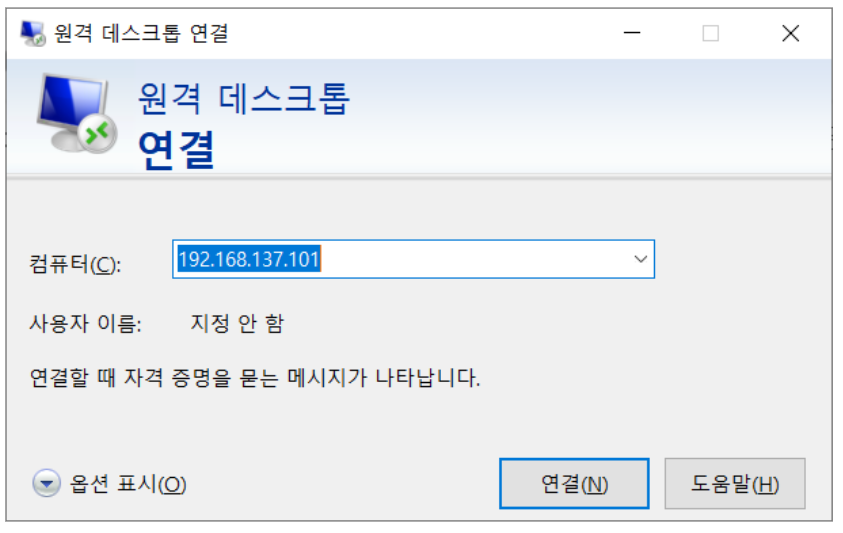 원격 데스크톱 연결
원격 데스크톱
연결
컴퓨터(C):
192.168.137.101
사용자 이름:
지정 안 함
연결할 때 자격 증명을 묻는 메시지가 나타납니다.
옵션 표시(O)
연결(N)
도움말(H)